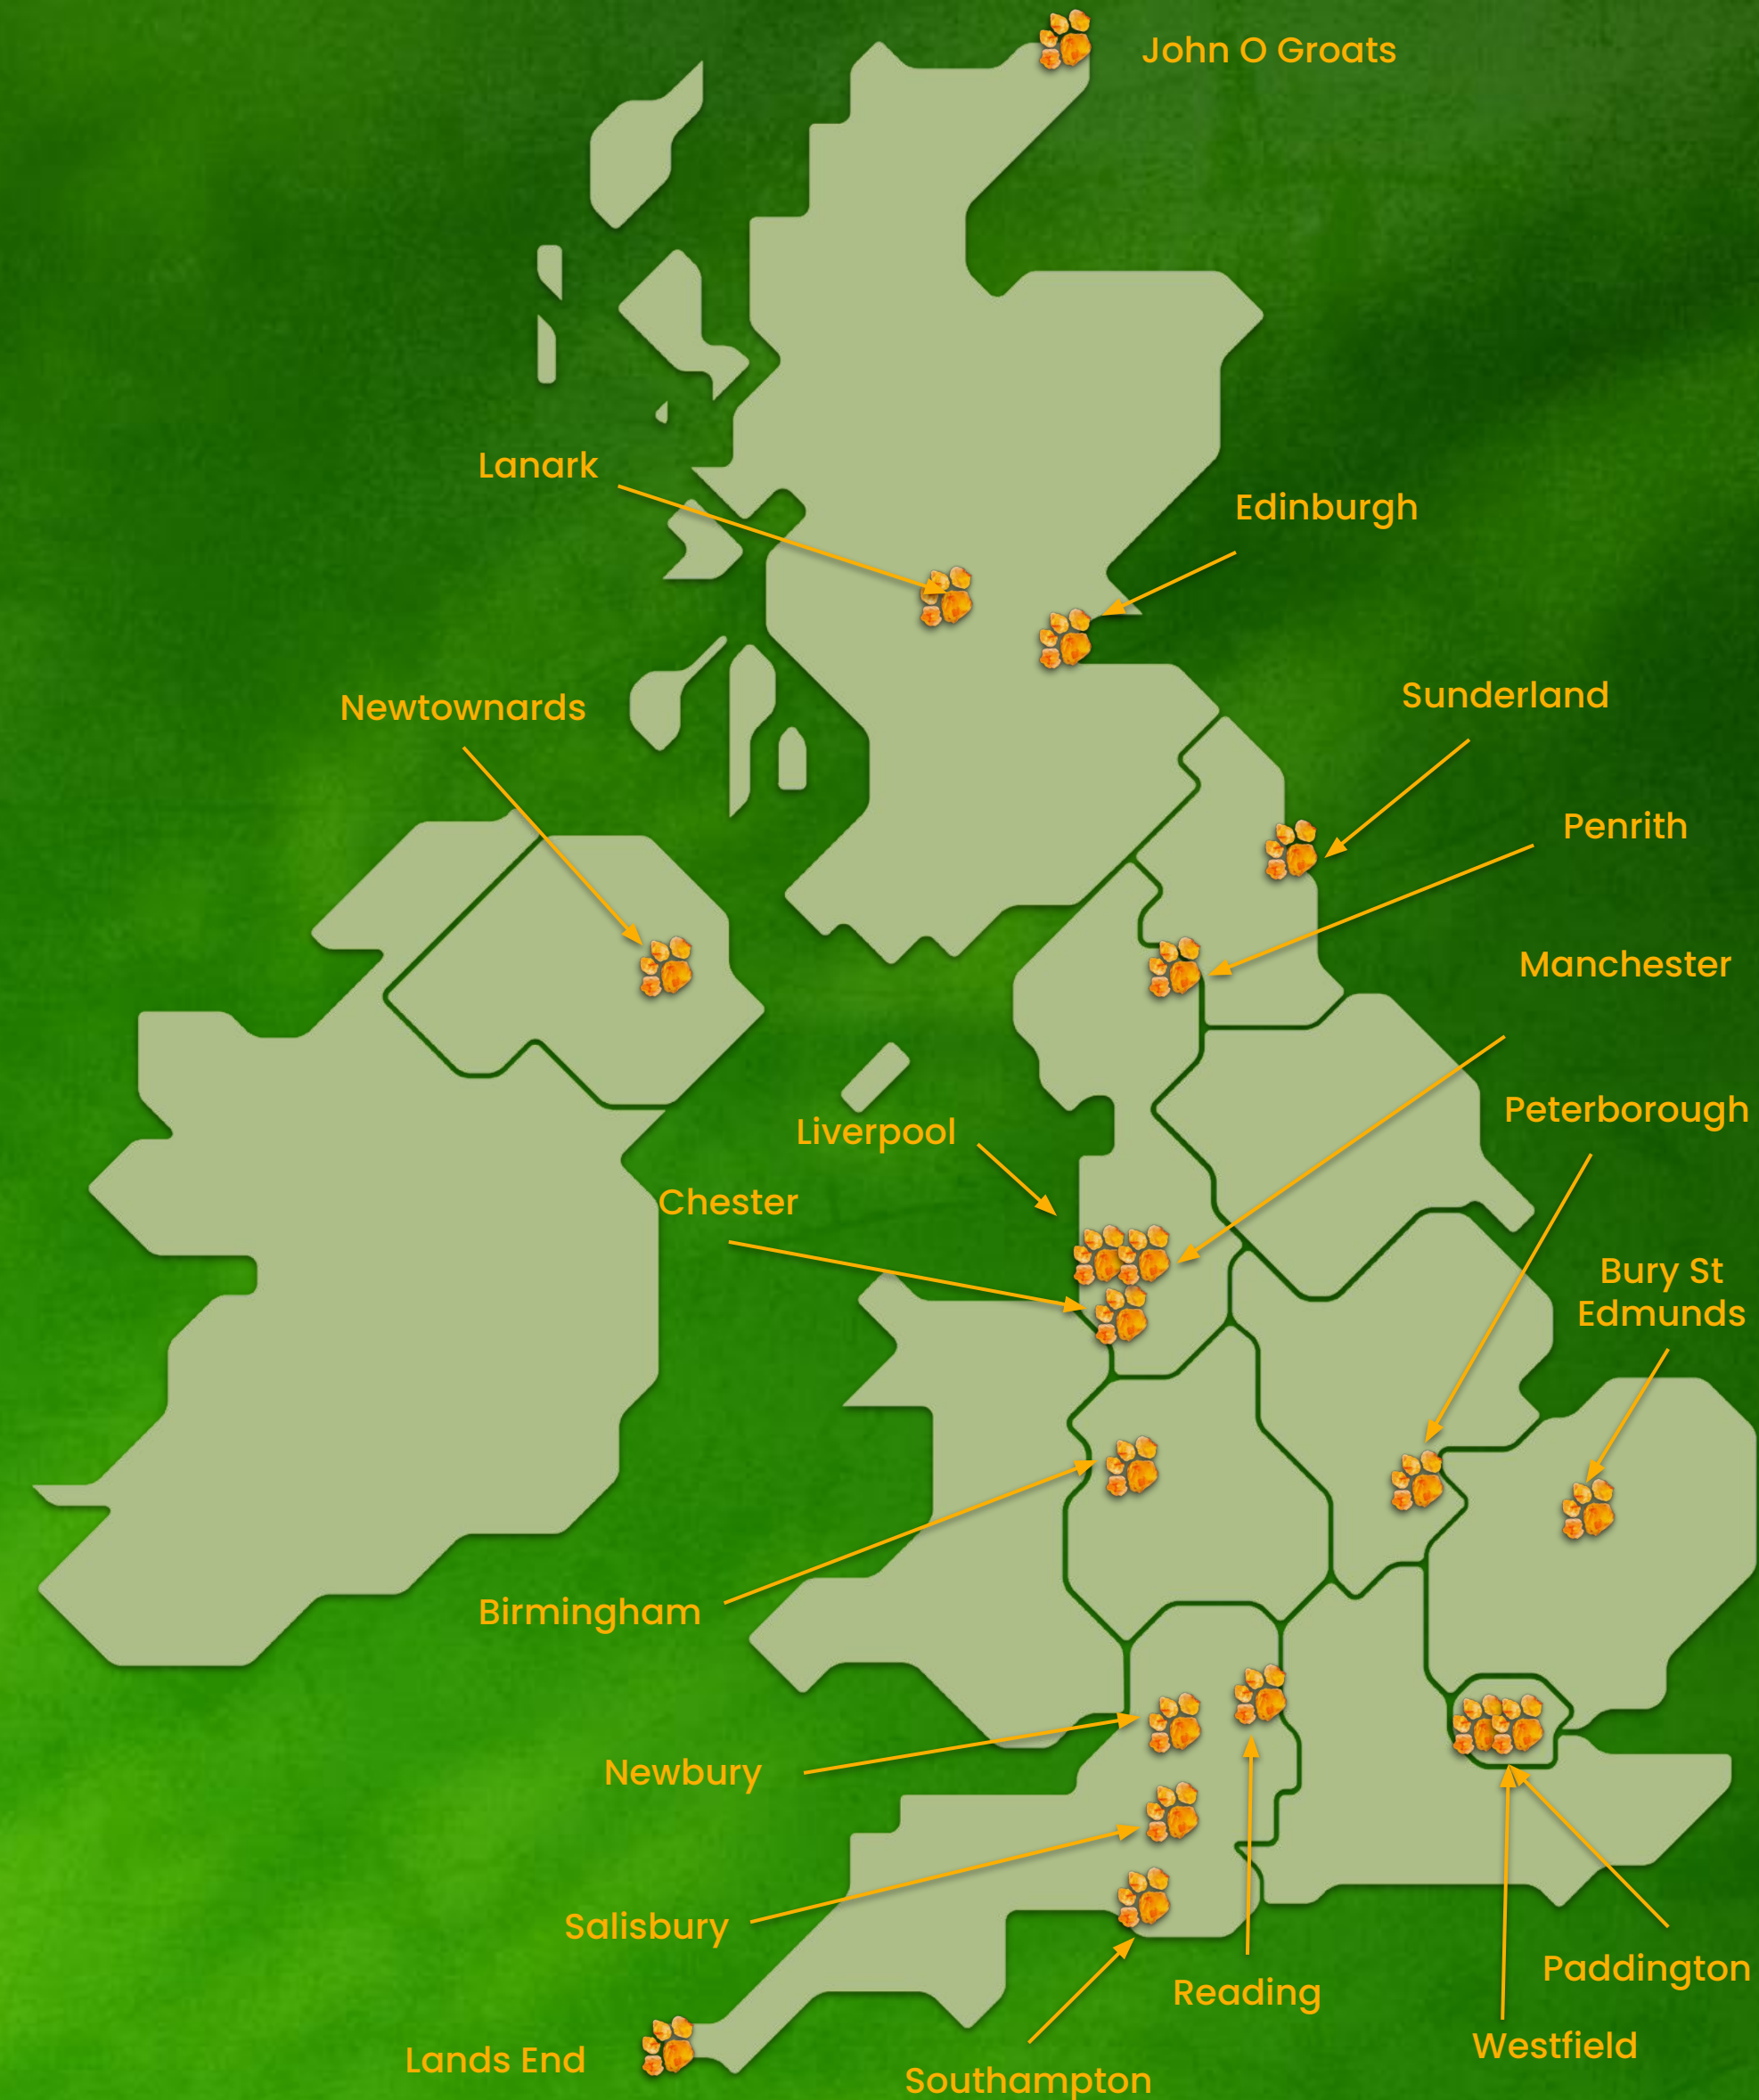 John O Groats
Lanark
Edinburgh
Sunderland
Newtownards
Penrith
Manchester
Peterborough
Liverpool
Chester
Bury St
Edmunds
Birmingham
Newbury
Salisbury
Paddington
Reading
Westfield
Lands End
Southampton